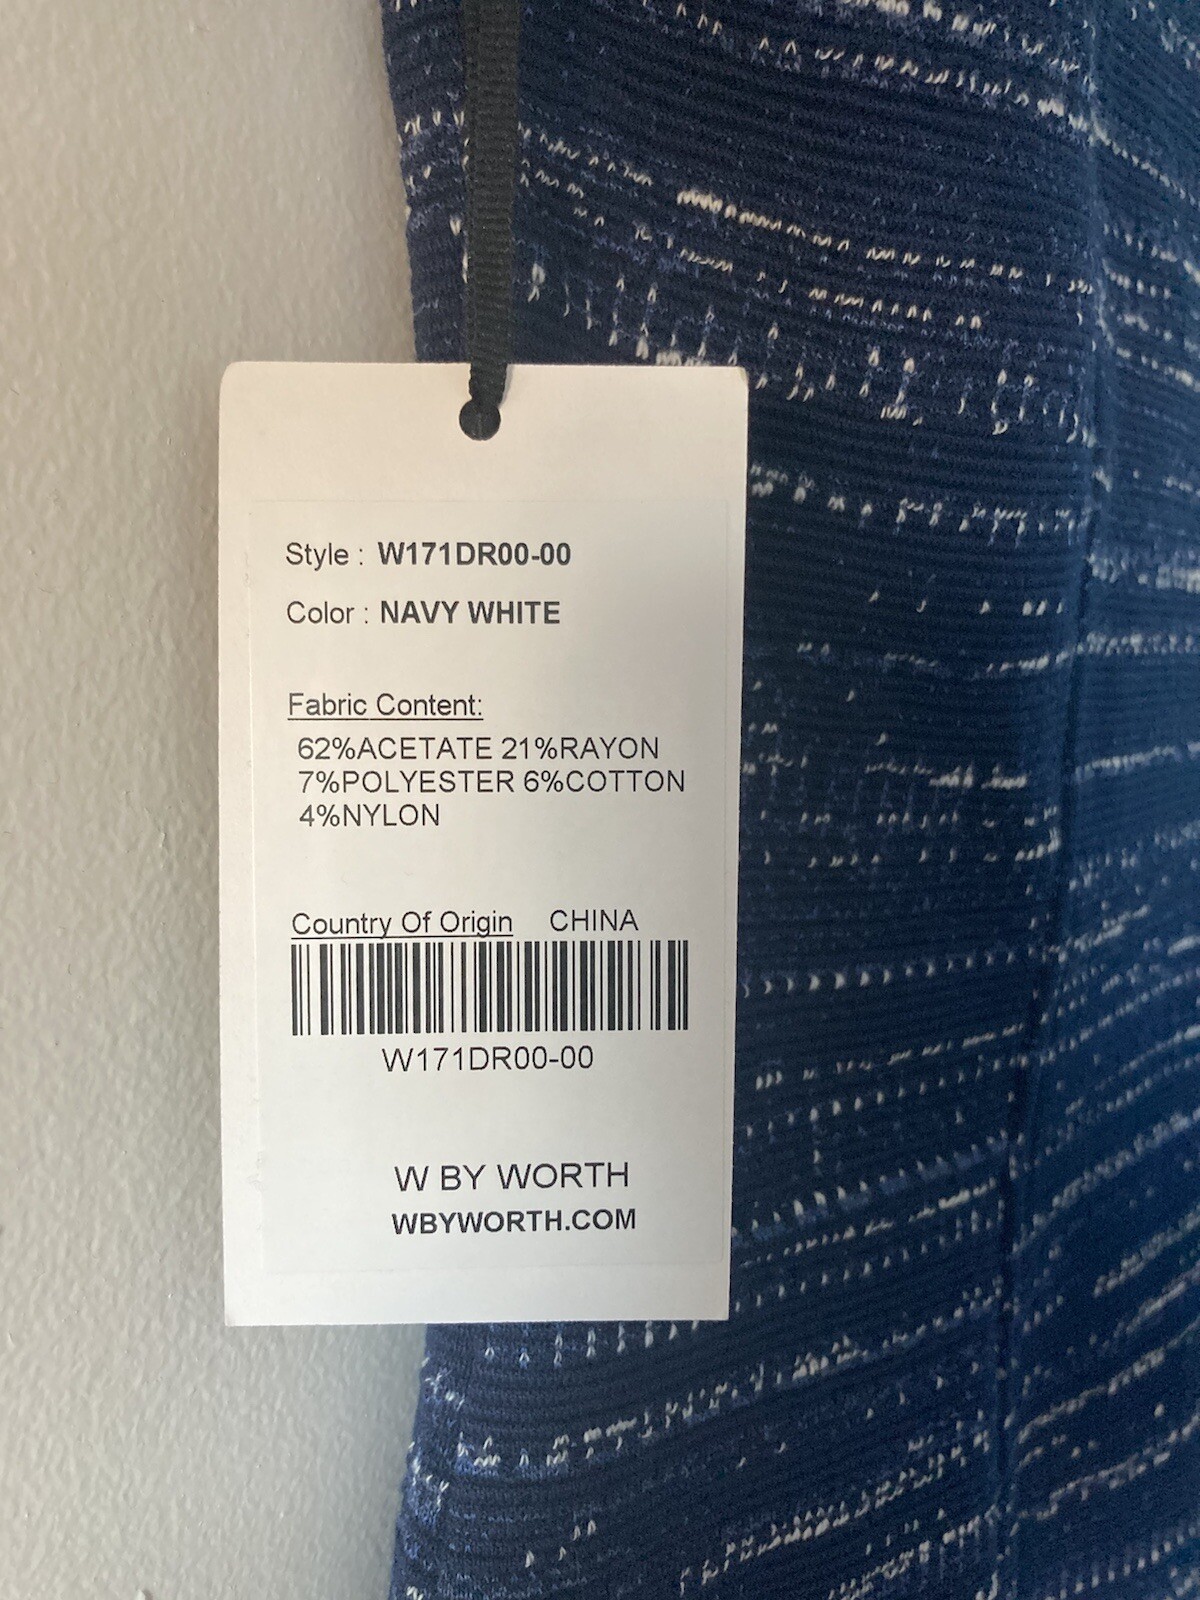 Style : W171DR00-00
Color : NAVY WHITE
Fabric Content:
62%ACETATE 21%RAYON
7%POLYESTER 6%COTTON
4%NYLON
Country Of Origin CHINA
W171DR00-00
W BY WORTH
WBYWORTH.COM